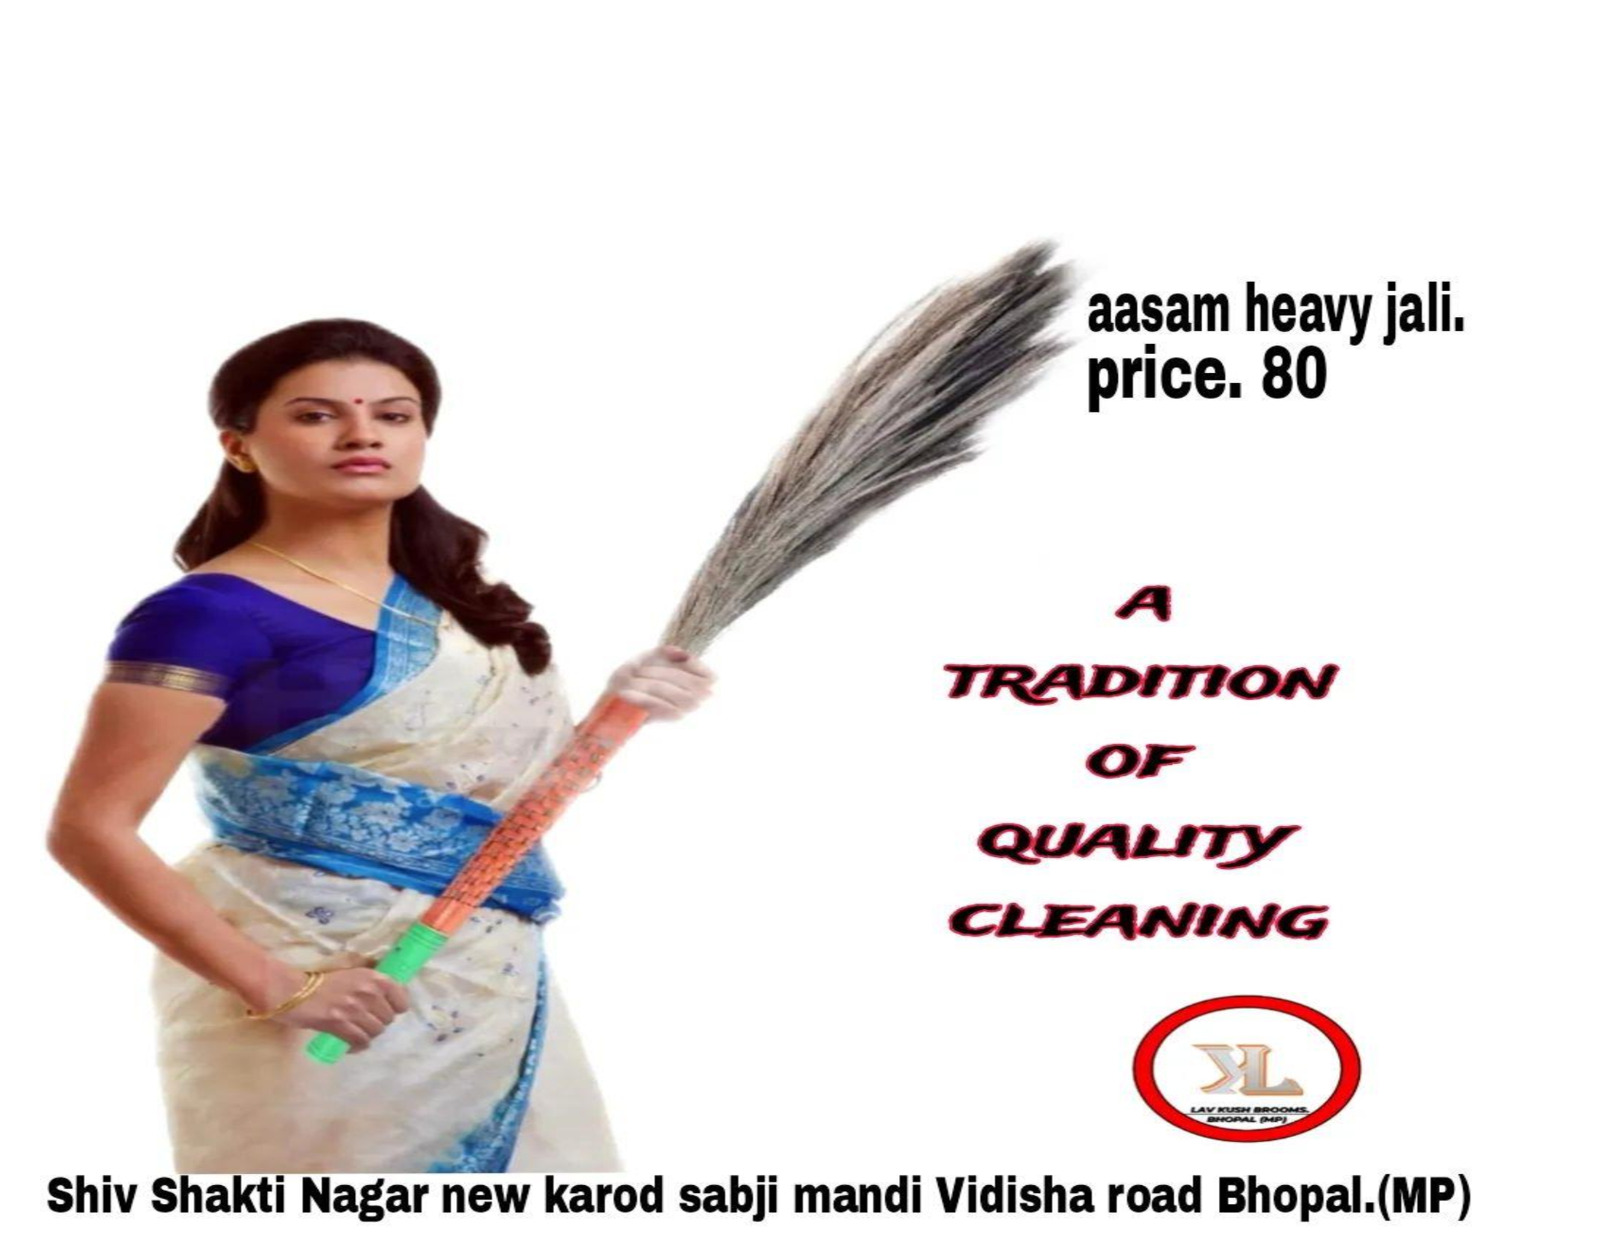 aasam heavy jali.
price. 80
A
TRADITION
OF
QUALITY
CLEANING
KL
LAV KUSH BROOMS.
BHOPAL (MP)
Shiv Shakti Nagar new karod sabji mandi Vidisha road Bhopal.(MP)